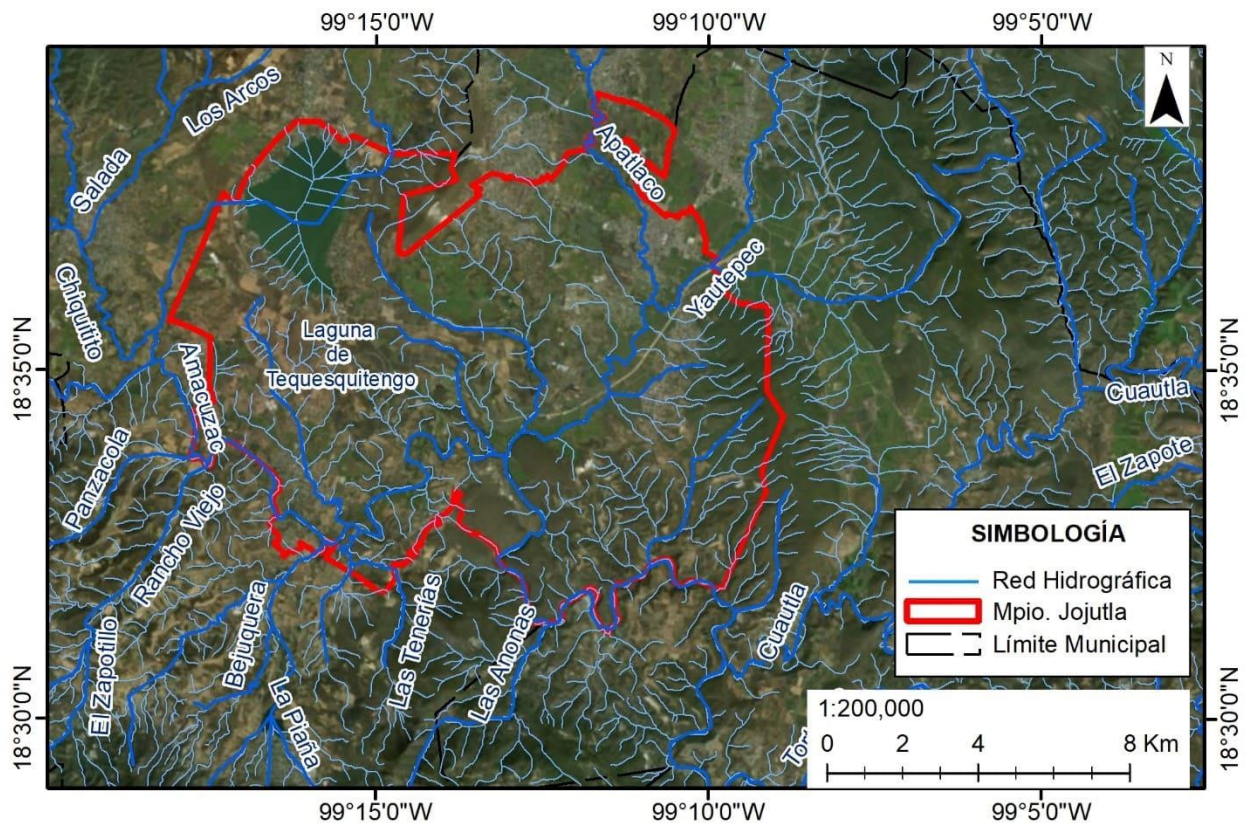 99°15'0"W
99°10'0"W
99°5'0"W
N
Los Arcos
Salada
Apatlaco
Chiquitito
Yautepec
18°35'0"N
Laguna
de
Tequesquitengo
18°35'0"N
Amacuzac
Cuautla
Panzacola
El Zapote
Rancho Viejo
SIMBOLOGÍA
Red Hidrográfica
Mpio. Jojutla
Límite Municipal
El Zapotillo
Bejuquera
La Piaña
Las Tenerías
Las Anonas
Cuautla
18°30'0"N
18°30'0"N
1:200,000
0 2 4 8 Km
99°15'0"W
99°10'0"W
99°5'0"W